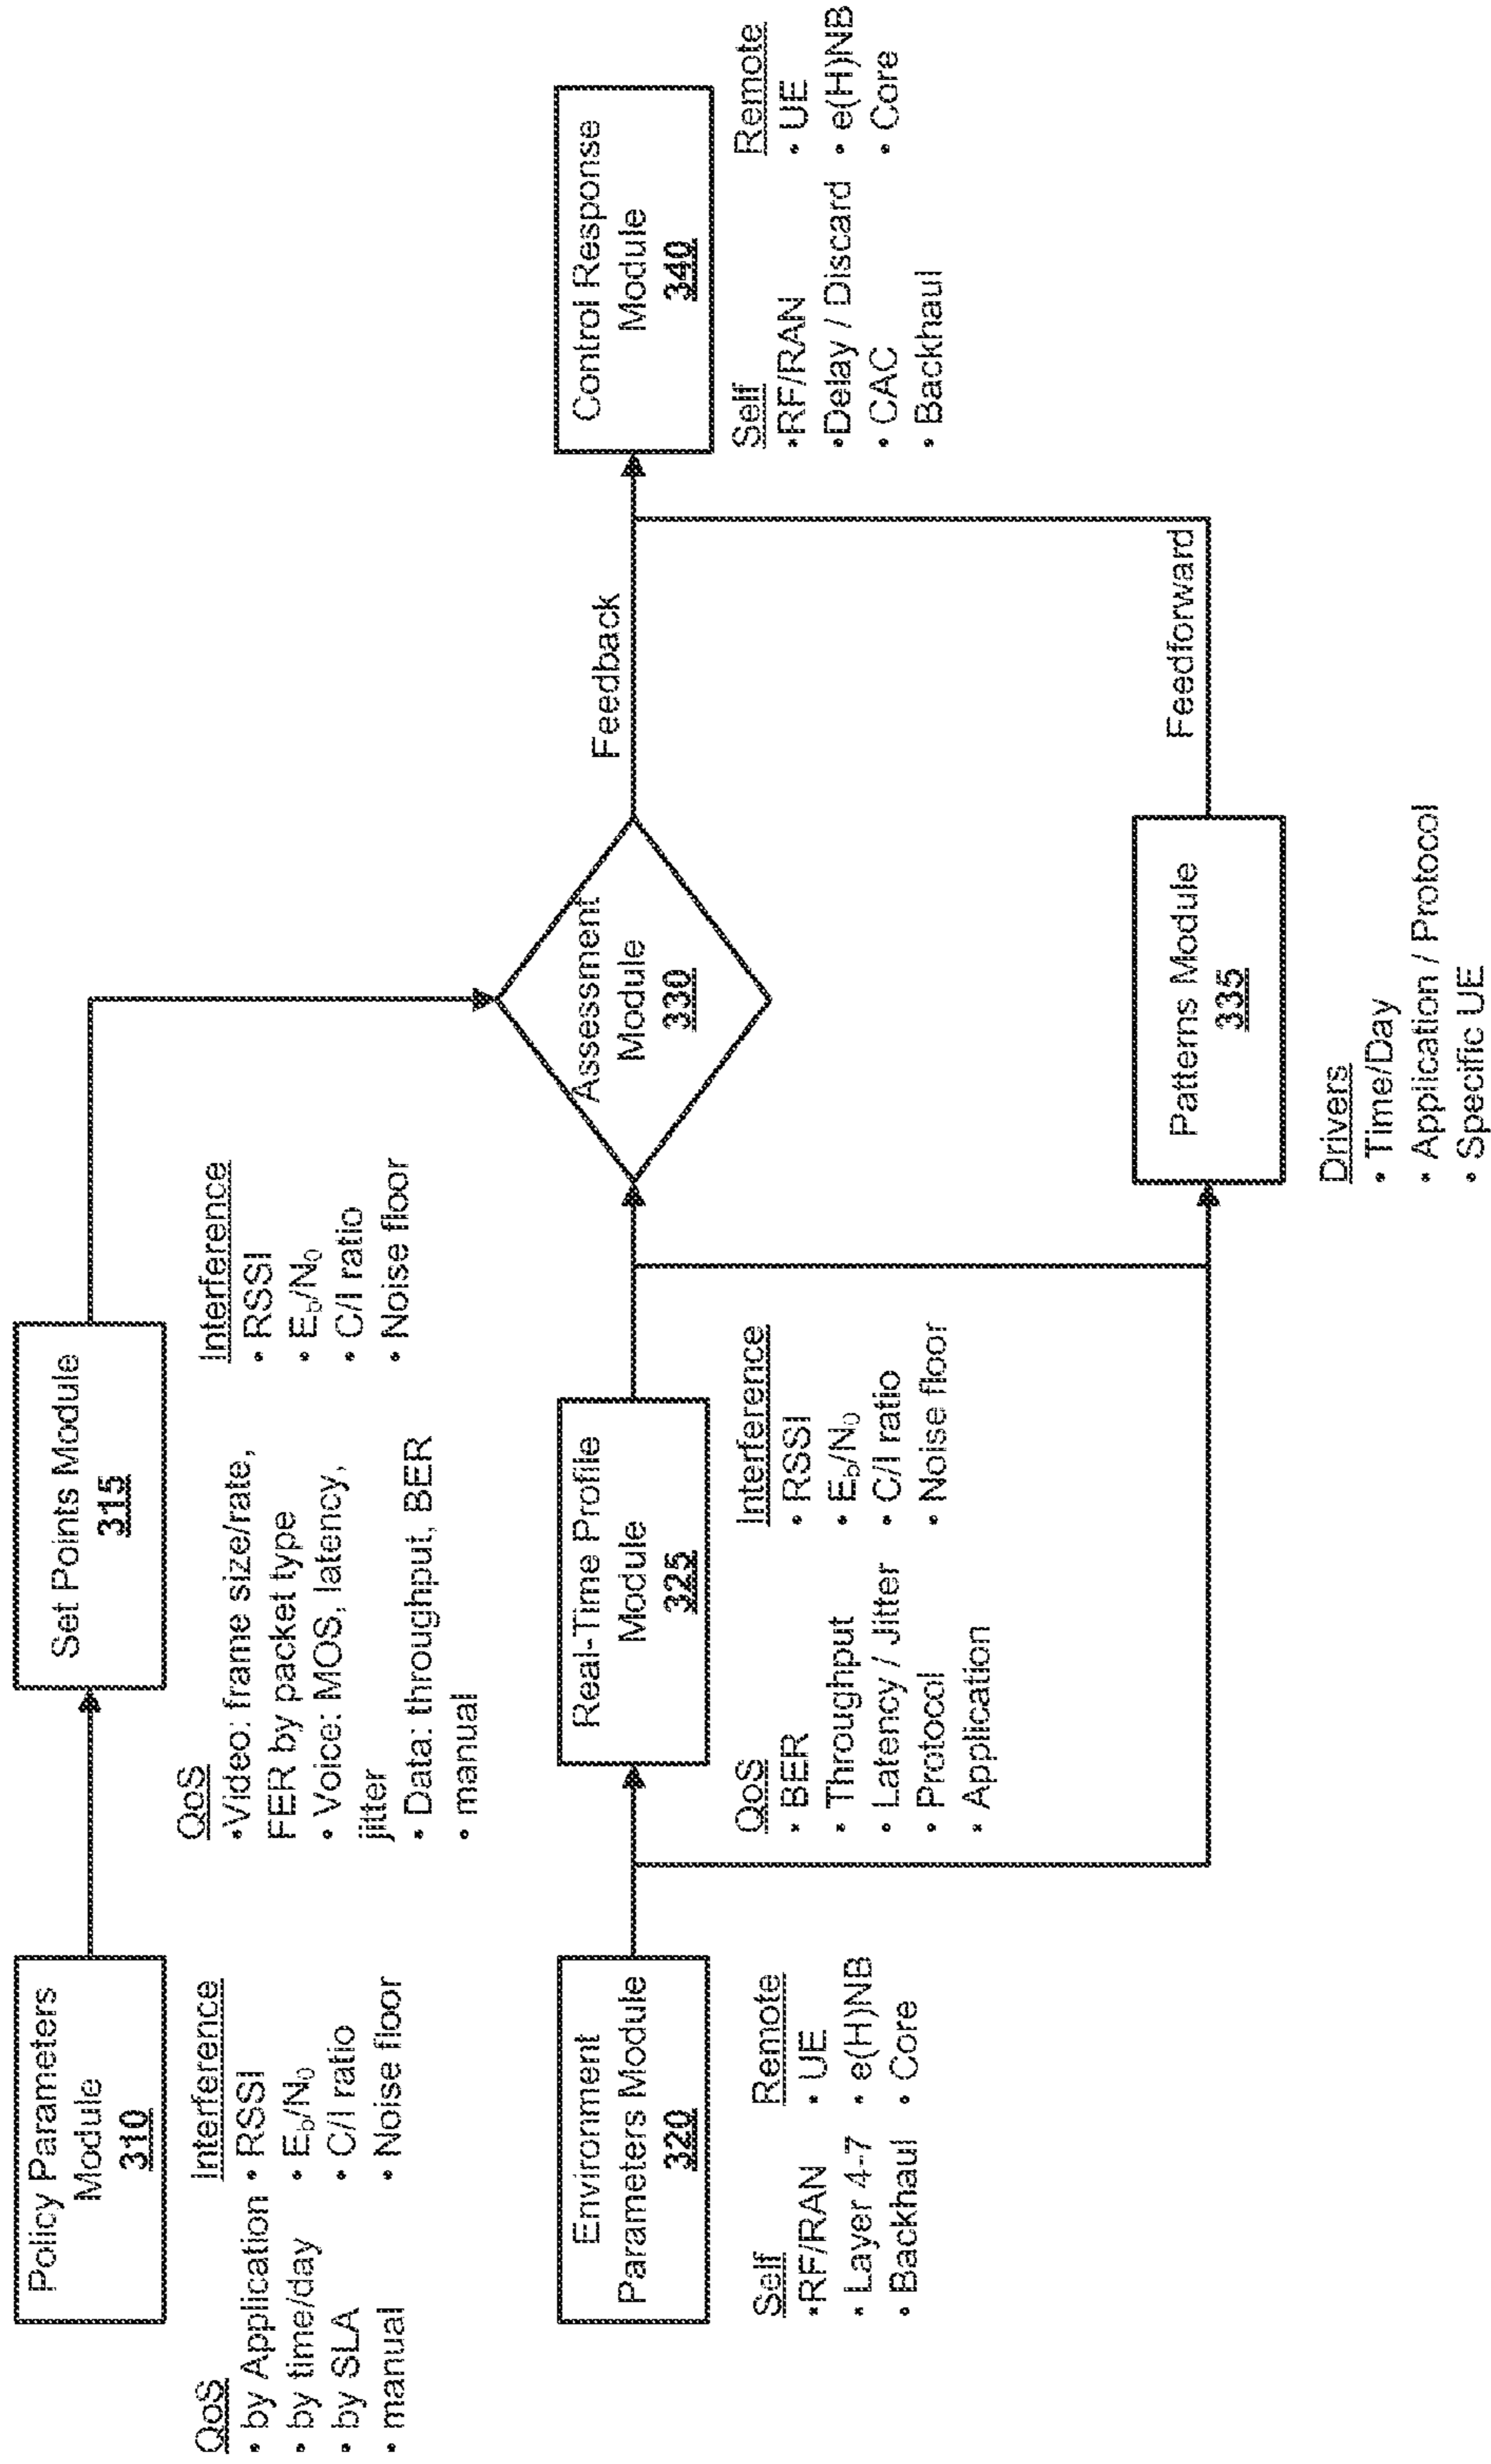 Policy Parameters
Module
310
QoS
• by Application
• by time/day
• by SLA
• manual
Interference
• RSSI
• Eb/N0
• C/I ratio
• Noise floor
Set Points Module
315
QoS
•Video: frame size/rate,
FER by packet type
• Voice: MOS, latency,
jitter
• Data: throughput, BER
• manual
Interference
• RSSI
• Eb/N0
• C/I ratio
• Noise floor
Environment
Parameters Module
320
Self
•RF/RAN
• Layer 4-7
• Backhaul
Remote
• UE
• e(H)NB
• Core
Real-Time Profile
Module
325
QoS
• BER
• Throughput
• Latency / Jitter
• Protocol
• Application
Interference
• RSSI
• Eb/N0
• C/I ratio
• Noise floor
Assessment
Module
330
Feedback
Control Response
Module
340
Self
•RF/RAN
•Delay / Discard
• CAC
• Backhaul
Remote
• UE
• e(H)NB
• Core
Patterns Module
335
Feedforward
Drivers
• Time/Day
• Application / Protocol
• Specific UE